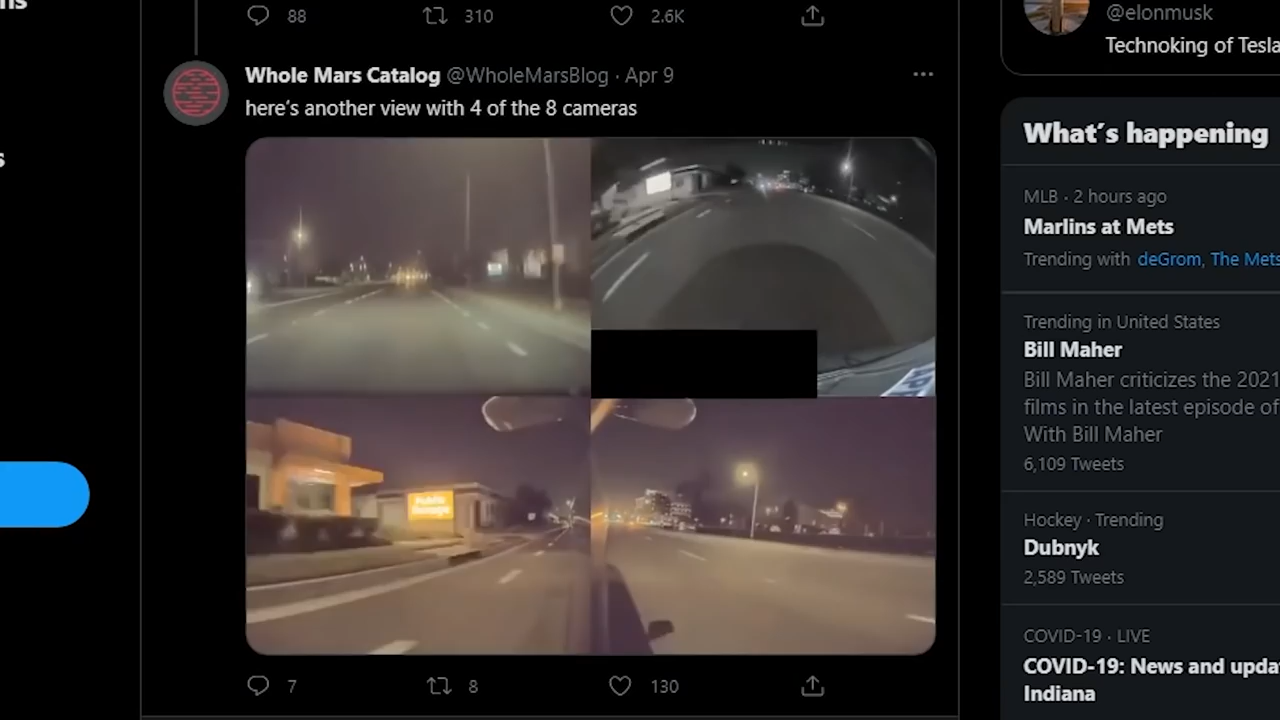 ns
s
88
310
2.6K
Whole Mars Catalog @WholeMarsBlog · Apr 9
here's another view with 4 of the 8 cameras
Public
Storage
7
8
130
@elonmusk
Technoking of Tesla
What's happening
MLB · 2 hours ago
Marlins at Mets
Trending with deGrom, The Mets
Trending in United States
Bill Maher
Bill Maher criticizes the 2021
films in the latest episode of
With Bill Maher
6,109 Tweets
Hockey · Trending
Dubnyk
2,589 Tweets
COVID-19 · LIVE
COVID-19: News and upda
Indiana